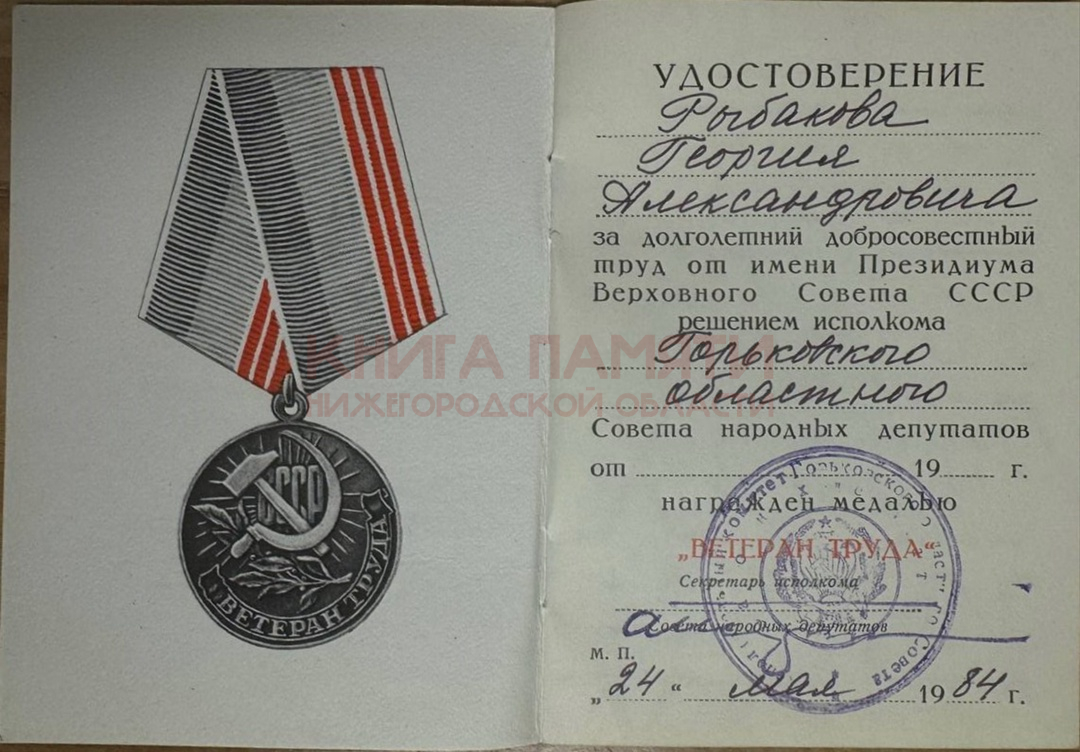 СССР
ВЕТЕРАН ТРУДА
КНИГА ПАМЯТИ
НИЖЕГОРОДСКОЙ ОБЛАСТИ
УДОСТОВЕРЕНИЕ
Рыбакова
Георгия
Александровича
за долголетний добросовестный
труд от имени Президиума
Верховного Совета СССР
решением исполкома
Горьковского
областного
Совета народных депутатов
от 19 г.
награжден медалью
„ВЕТЕРАН ТРУДА“
Секретарь исполкома
Совета народных депутатов
М. П.
„24“ мая 1984 г.